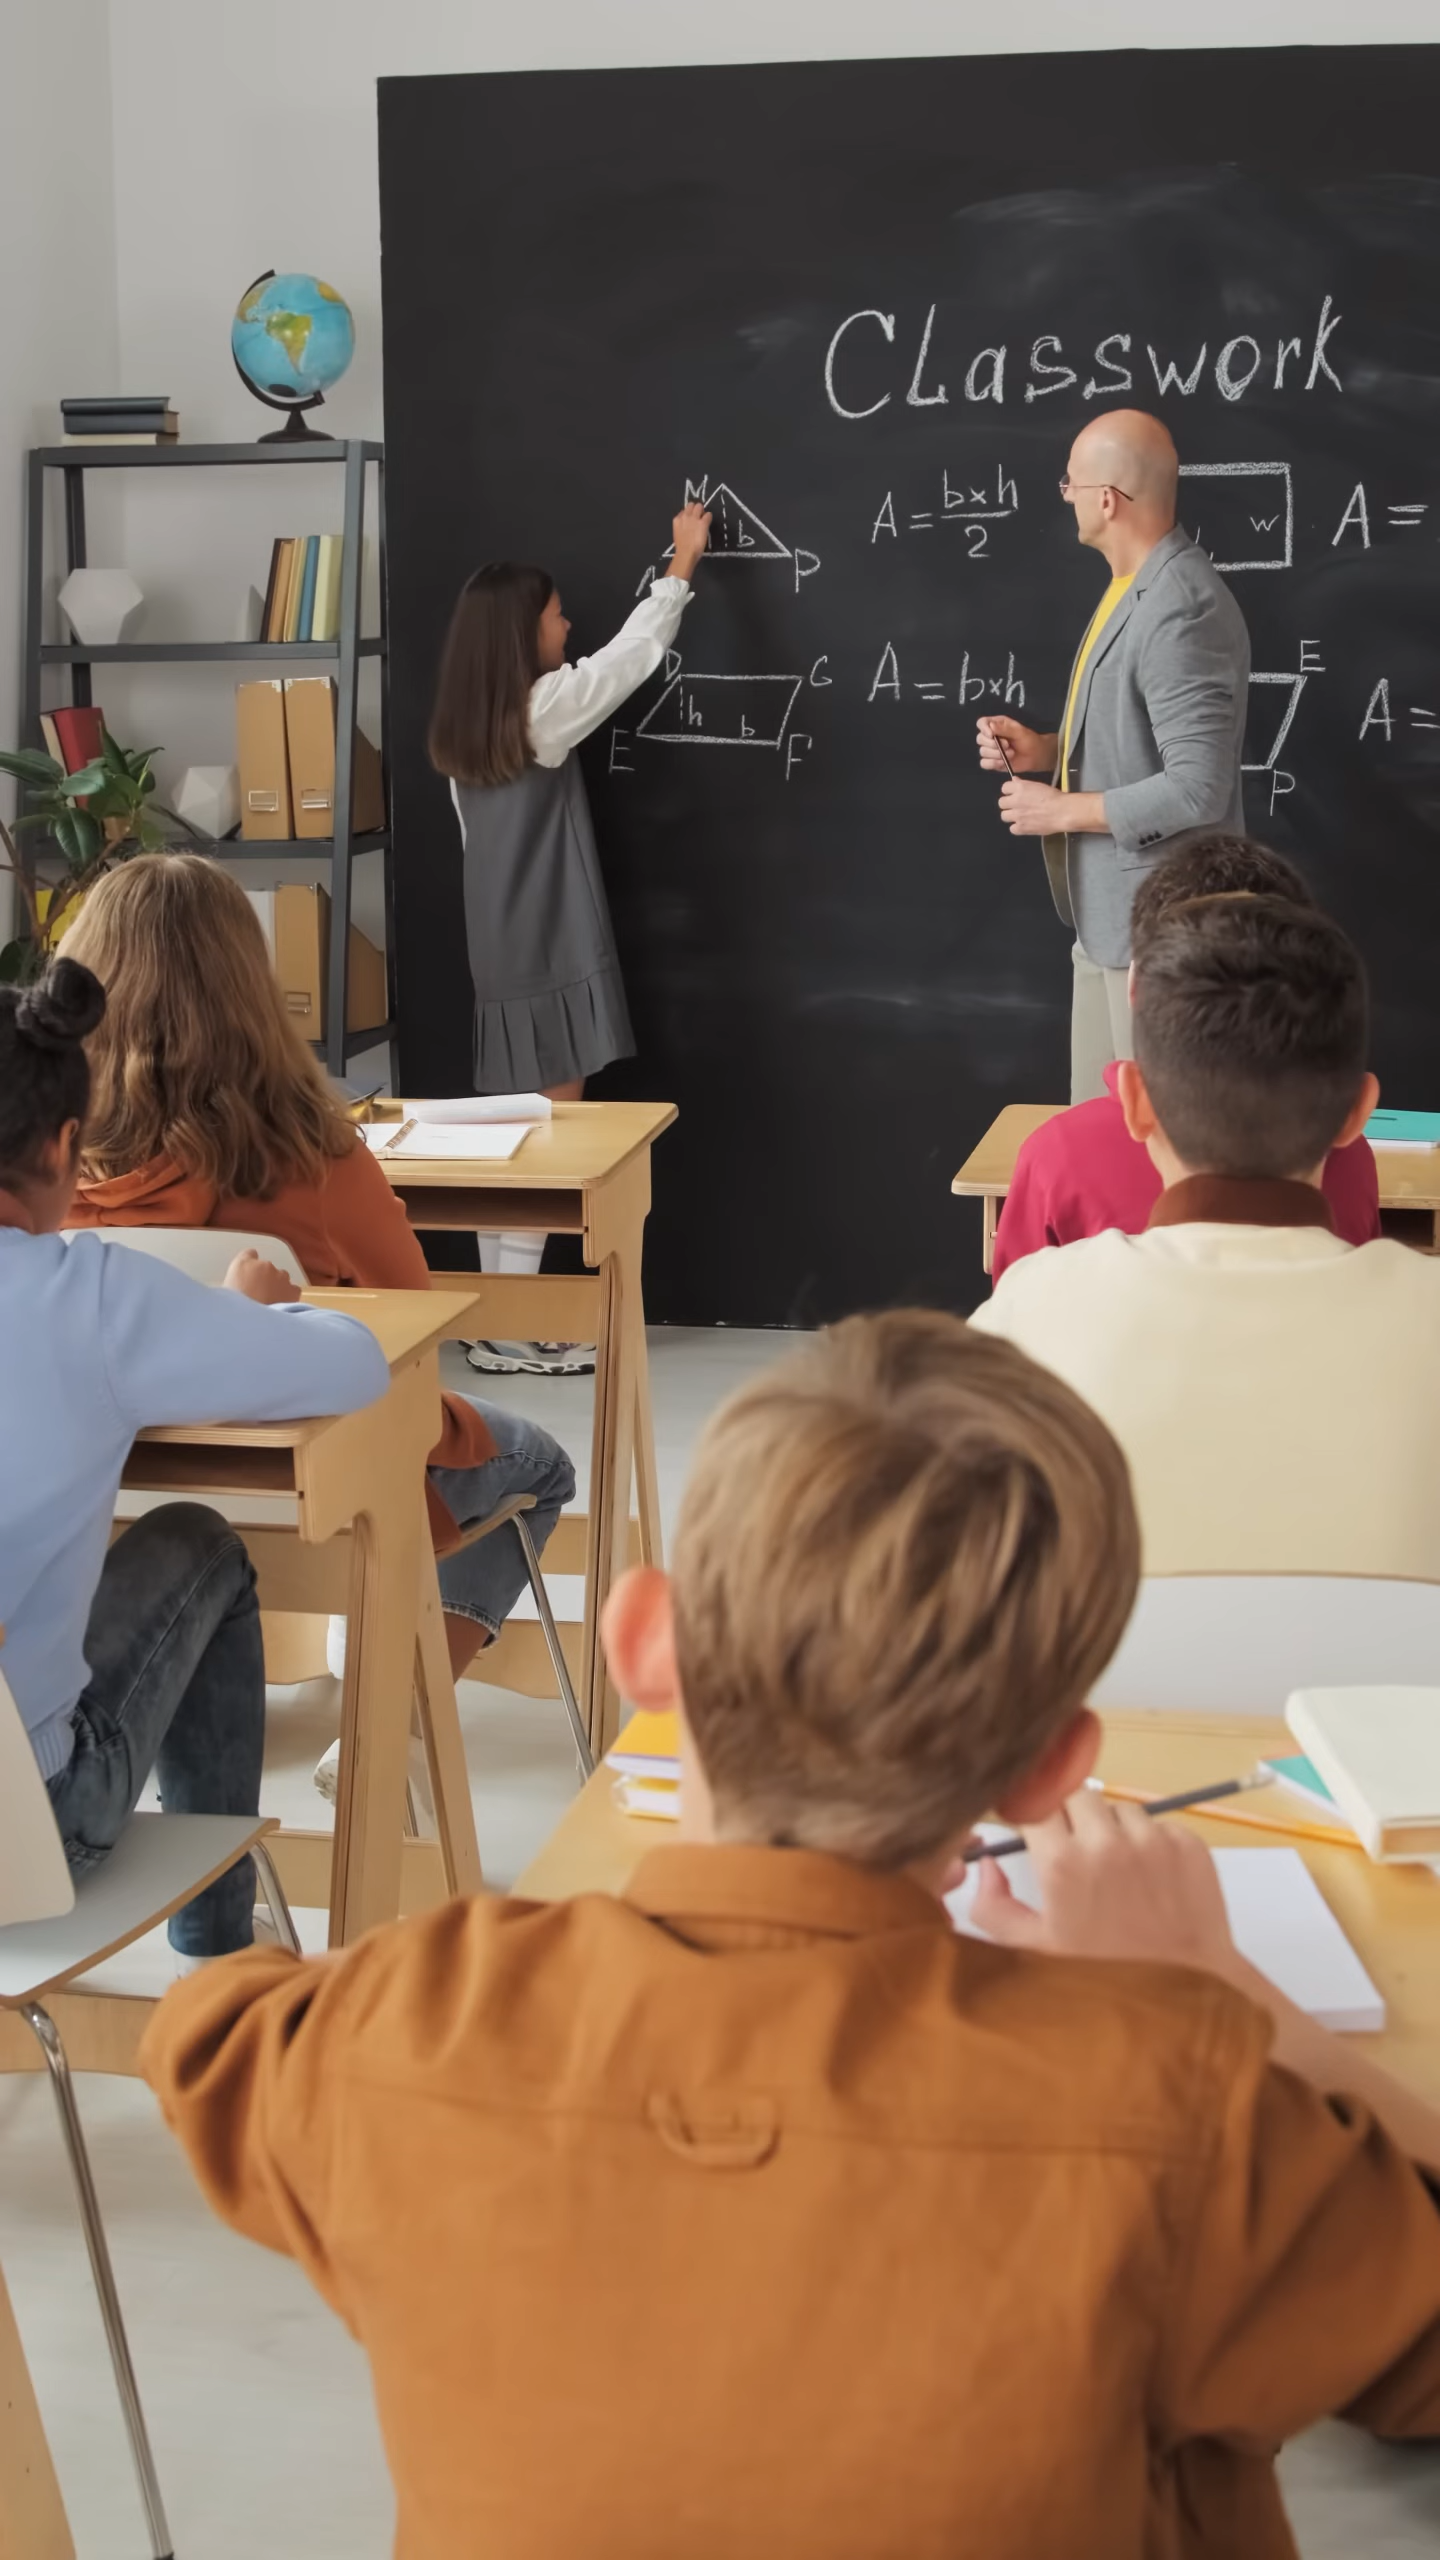 Classwork
M
b
P
A = b×h/2
w
A =
D G
h b
E F
A = b×h
E
P
A =